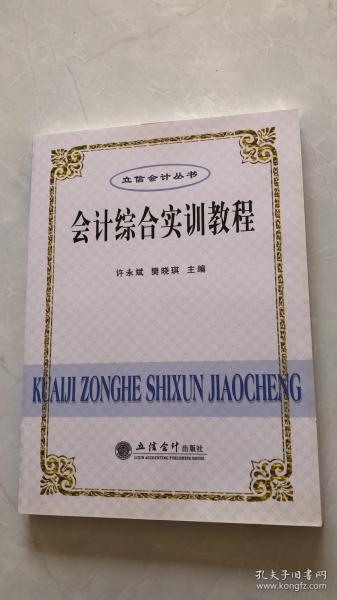 立信会计丛书
会计综合实训教程
许永斌 樊晓琪 主编
KUAIJI ZONGHE SHIXUN JIAOCHENG
立信会计出版社
LIXIN ACCOUNTING PUBLISHING HOUSE
孔夫子旧书网
www.kongfz.com